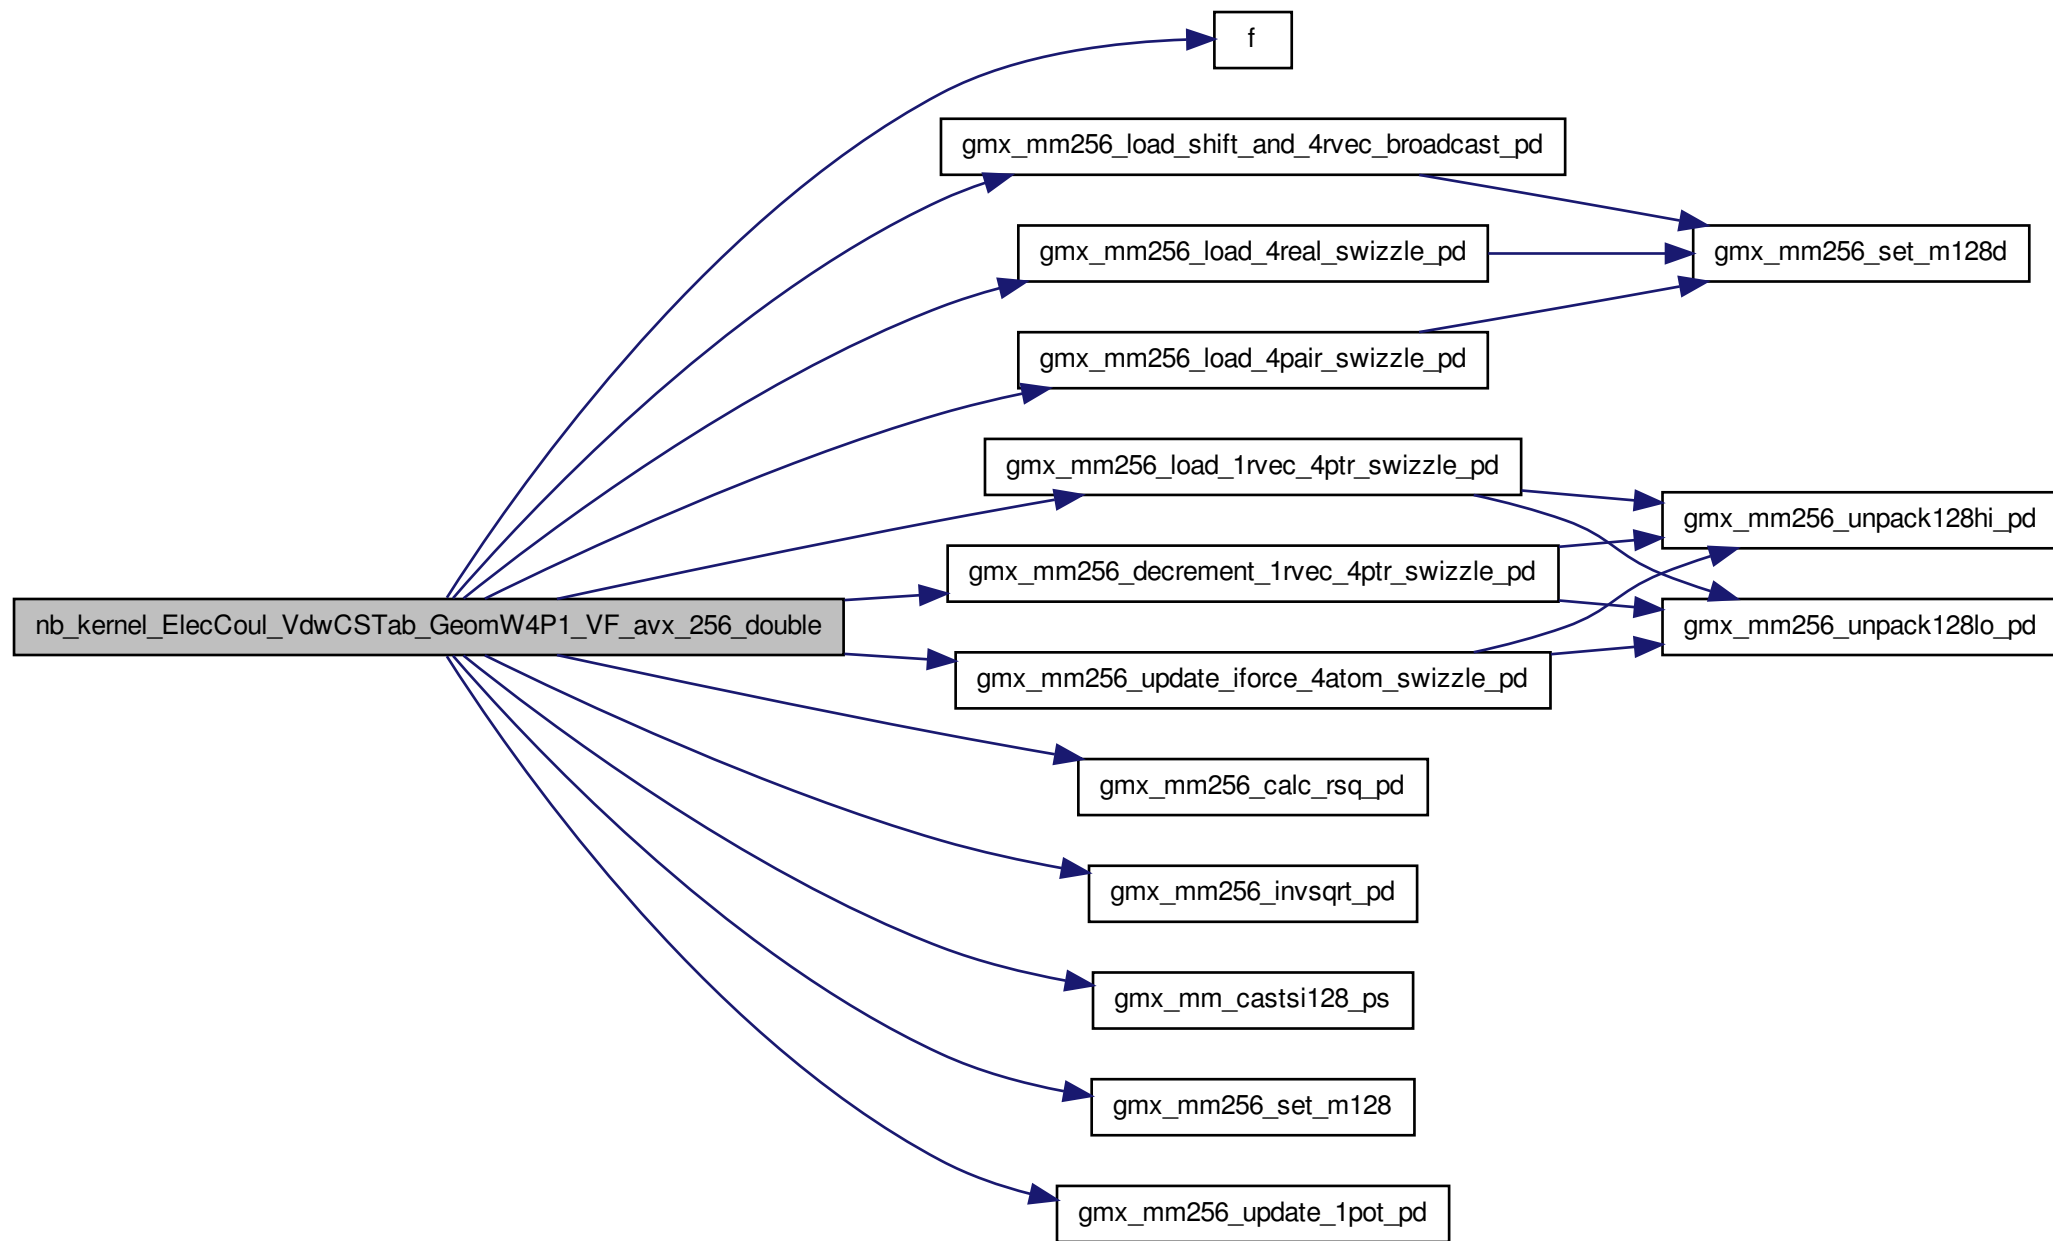 f
gmx_mm256_load_shift_and_4rvec_broadcast_pd
gmx_mm256_load_4real_swizzle_pd
gmx_mm256_set_m128d
gmx_mm256_load_4pair_swizzle_pd
gmx_mm256_load_1rvec_4ptr_swizzle_pd
gmx_mm256_unpack128hi_pd
gmx_mm256_decrement_1rvec_4ptr_swizzle_pd
nb_kernel_ElecCoul_VdwCSTab_GeomW4P1_VF_avx_256_double
gmx_mm256_unpack128lo_pd
gmx_mm256_update_iforce_4atom_swizzle_pd
gmx_mm256_calc_rsq_pd
gmx_mm256_invsqrt_pd
gmx_mm_castsi128_ps
gmx_mm256_set_m128
gmx_mm256_update_1pot_pd